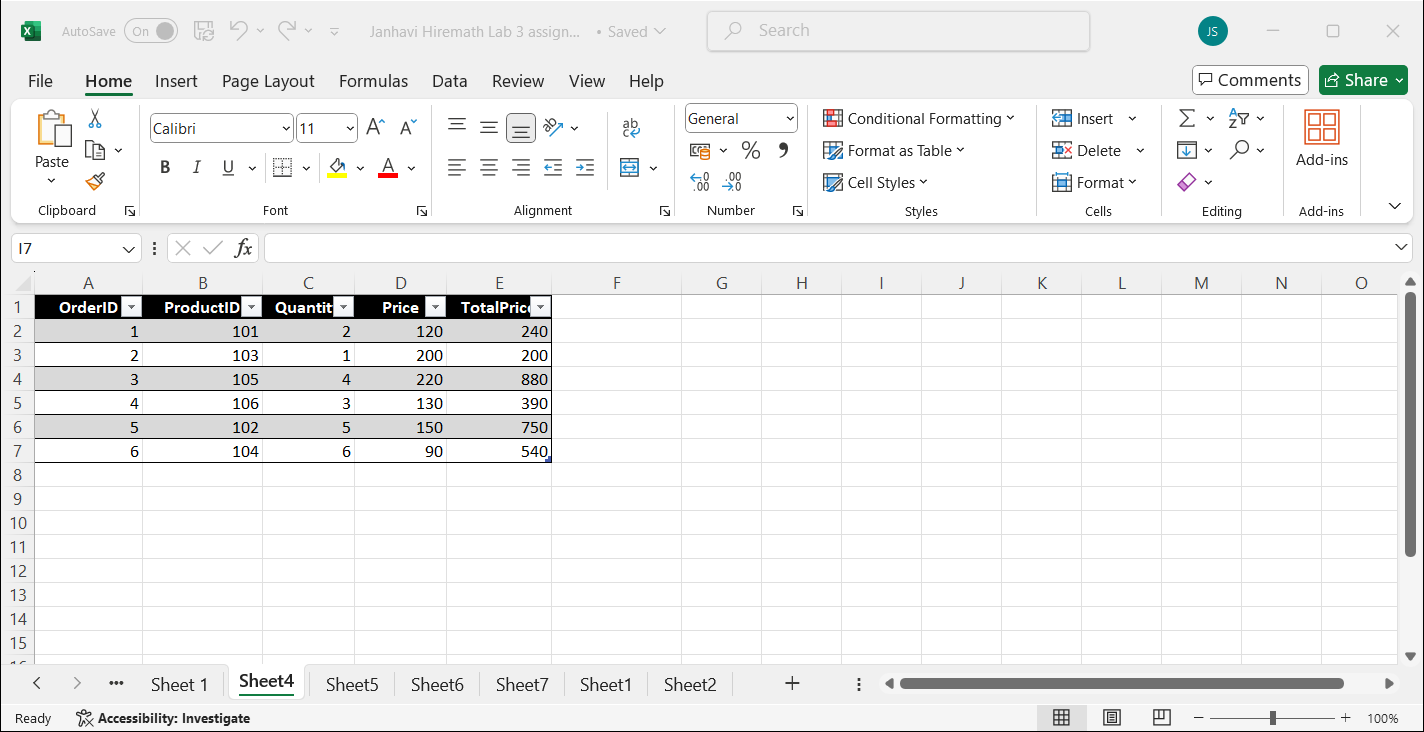 AutoSave On Janhavi Hiremath Lab 3 assign... • Saved Search JS
File Home Insert Page Layout Formulas Data Review View Help Comments Share
Paste
Clipboard
Calibri 11
B I U A
Font
ab
Alignment
General
% 9
Number
Conditional Formatting
Format as Table
Cell Styles
Styles
Insert
Delete
Format
Cells
Editing
Add-ins
Add-ins
I7 fx
A B C D E F G H I J K L M N O
1 OrderID ProductID Quantit Price TotalPric
2 1 101 2 120 240
3 2 103 1 200 200
4 3 105 4 220 880
5 4 106 3 130 390
6 5 102 5 150 750
7 6 104 6 90 540
8
9
10
11
12
13
14
15
Sheet 1 Sheet4 Sheet5 Sheet6 Sheet7 Sheet1 Sheet2
Ready Accessibility: Investigate 100%